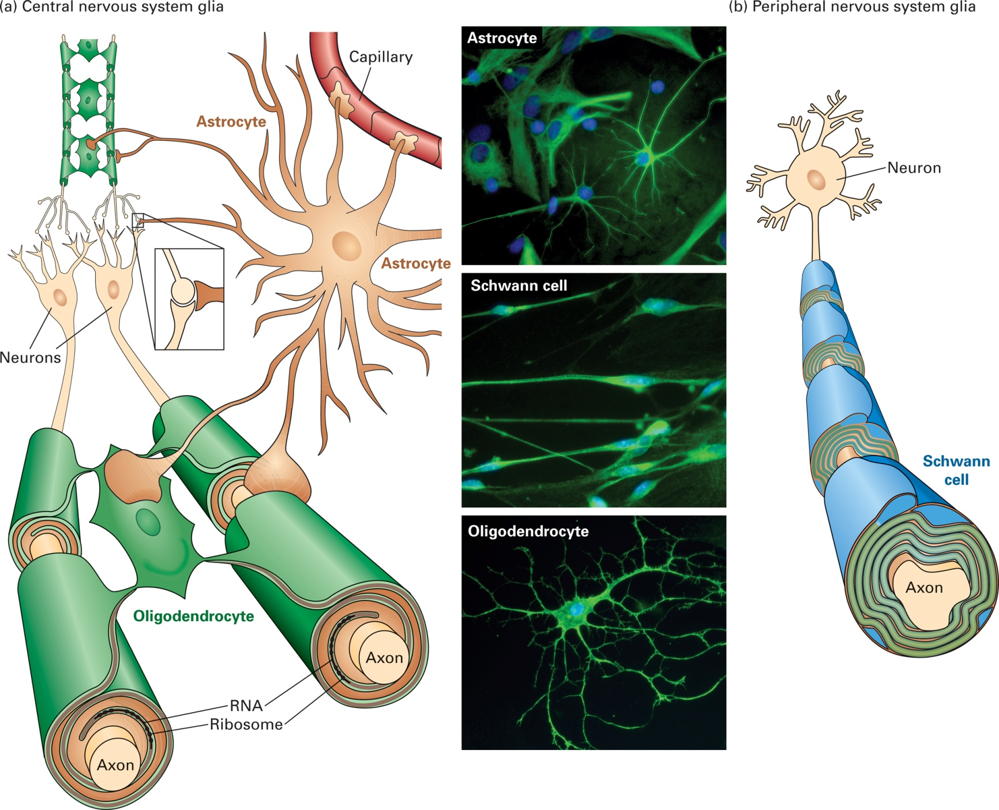 (a) Central nervous system glia
(b) Peripheral nervous system glia
Capillary
Astrocyte
Astrocyte
Neurons
Oligodendrocyte
Axon
RNA
Ribosome
Axon
Astrocyte
Schwann cell
Oligodendrocyte
Neuron
Schwann
cell
Axon